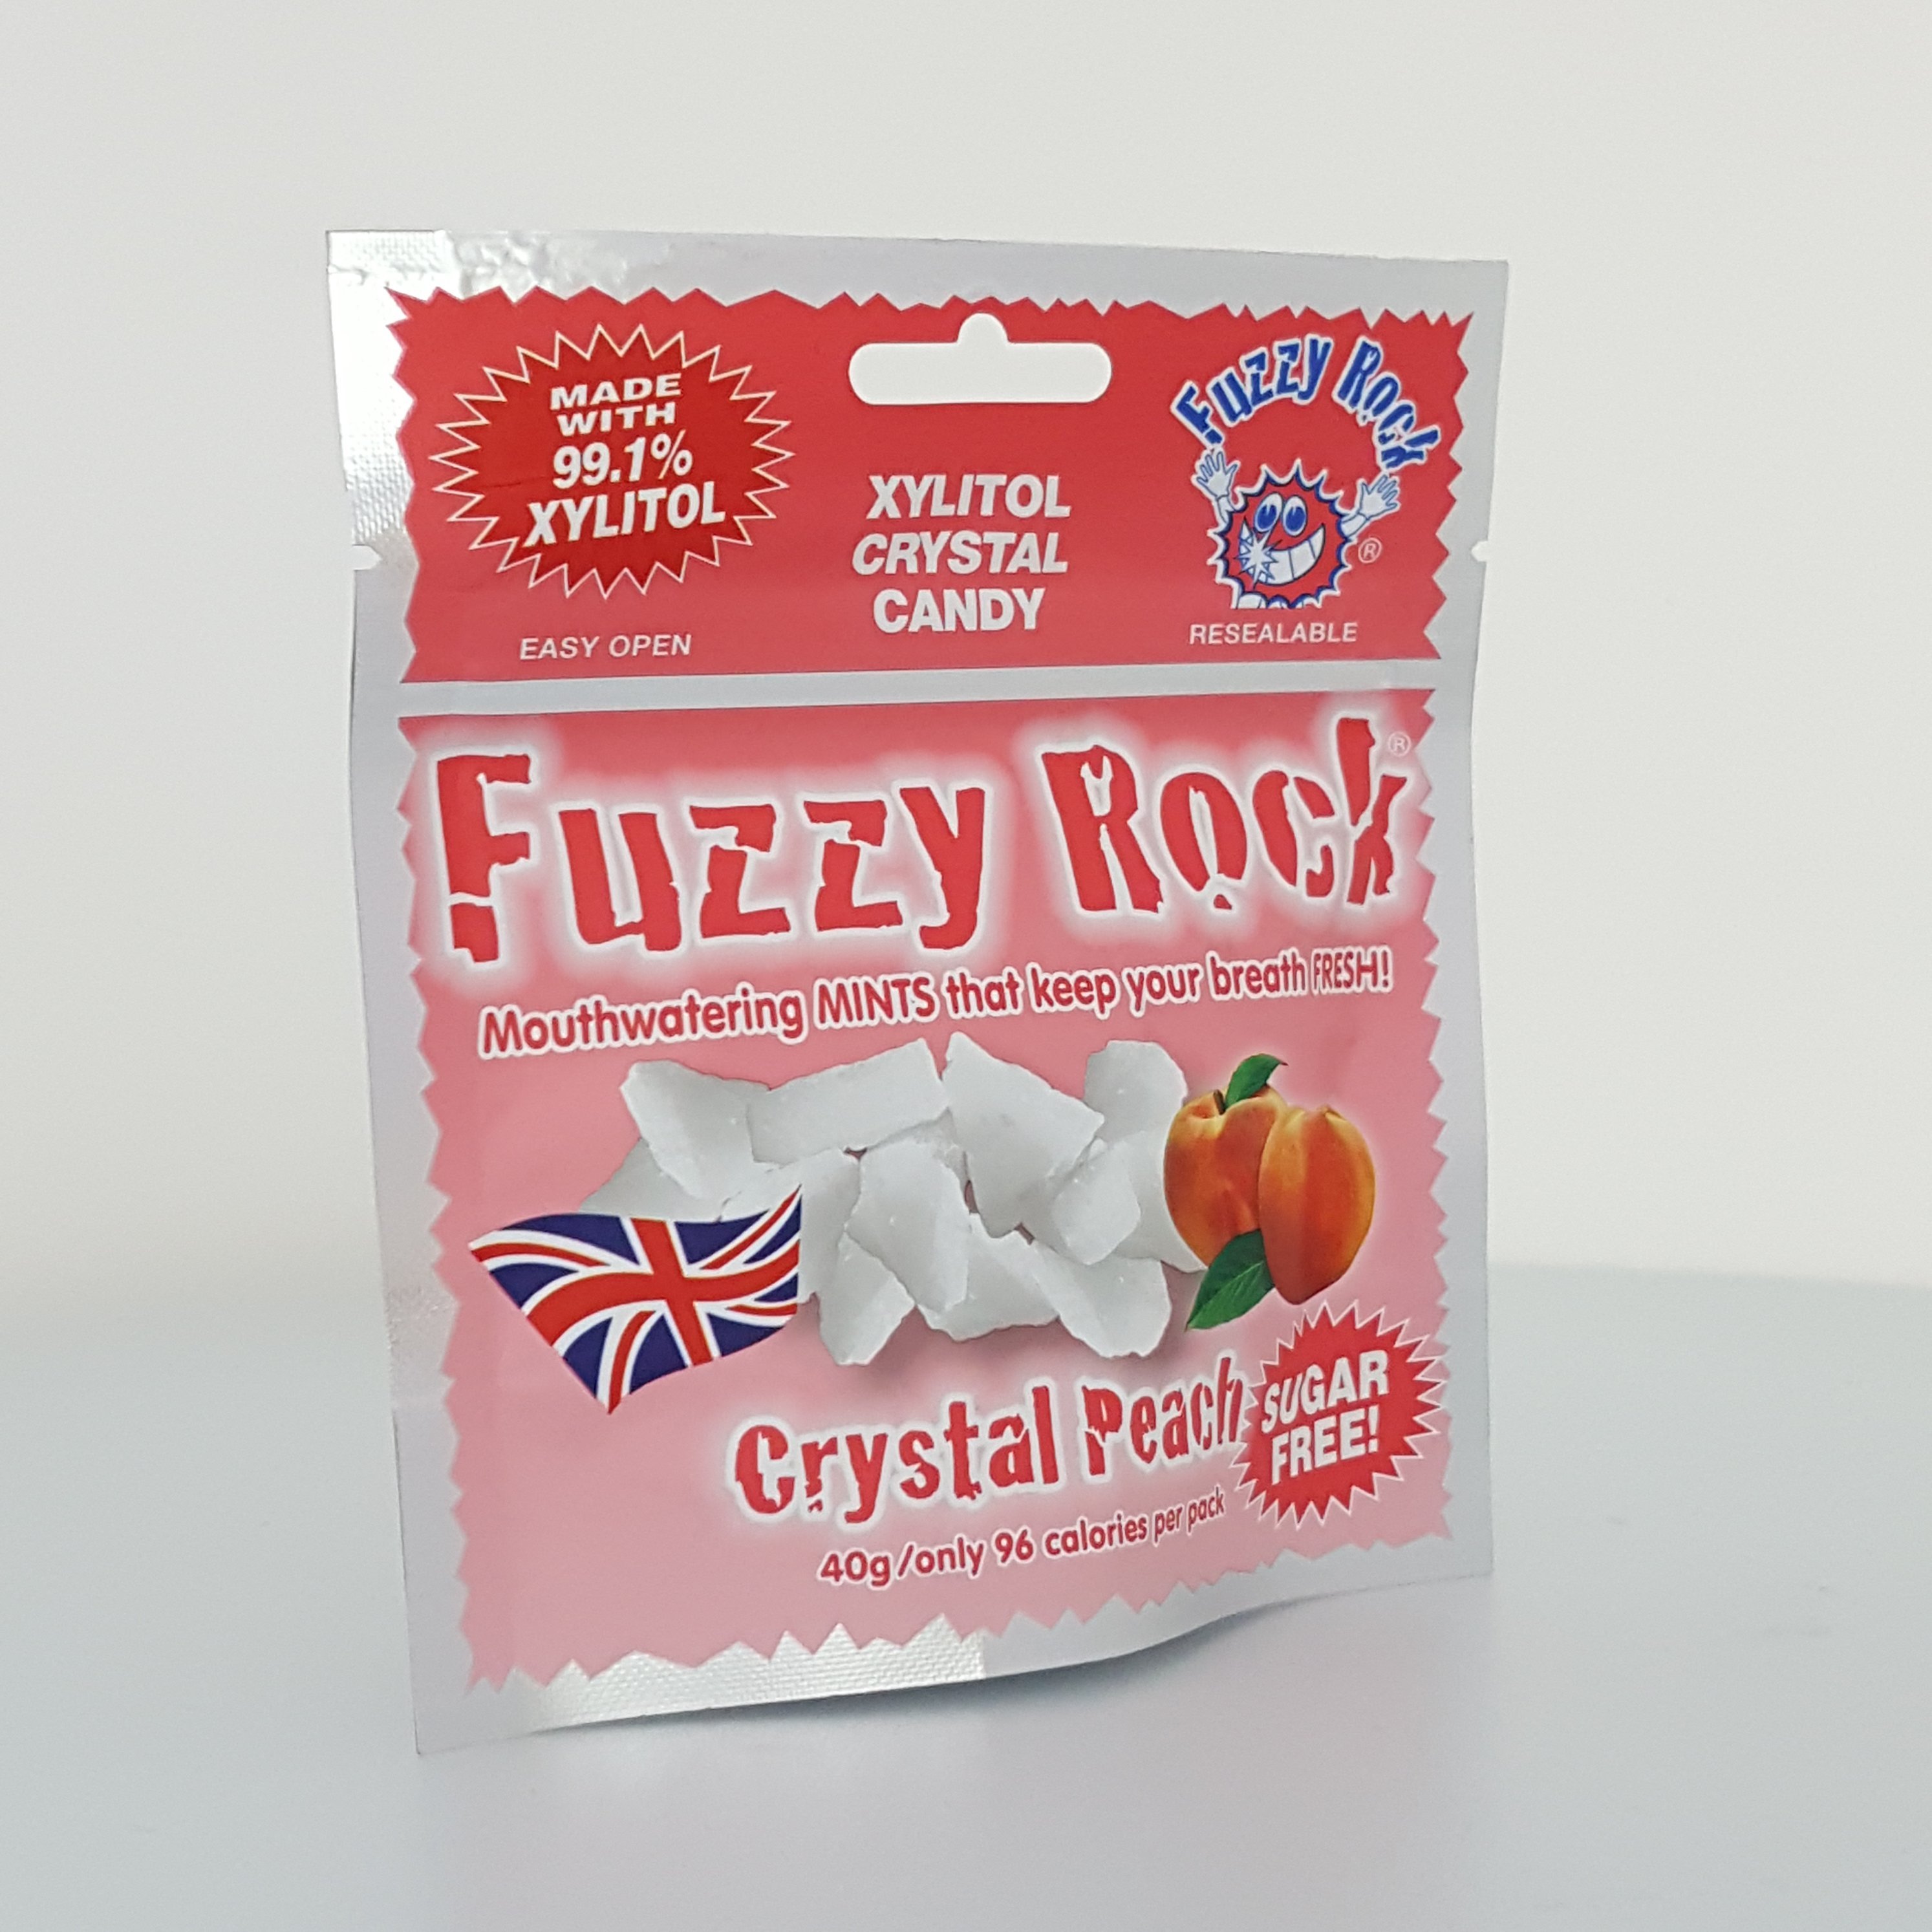 MADE
WITH
99.1%
XYLITOL
EASY OPEN
XYLITOL
CRYSTAL
CANDY
Fuzzy Rock
®
RESEALABLE
Fuzzy Rock®
Mouthwatering MINTS that keep your breath FRESH!
Crystal Peach
SUGAR
FREE!
40g/only 96 calories per pack